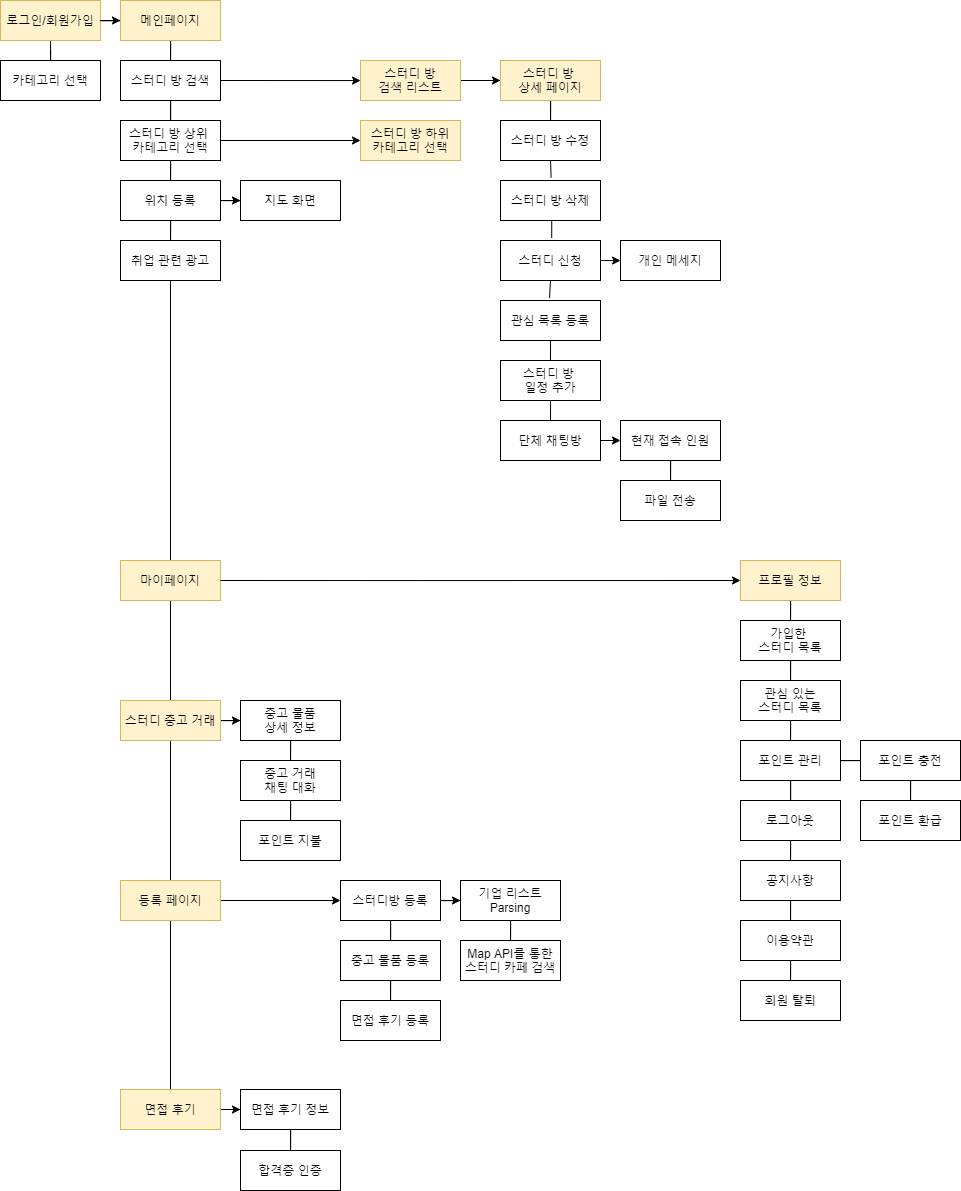 로그인/회원가입
메인페이지
카테고리 선택
스터디 방 검색
스터디 방
검색 리스트
스터디 방
상세 페이지
스터디 방 상위
카테고리 선택
스터디 방 하위
카테고리 선택
스터디 방 수정
위치 등록
지도 화면
스터디 방 삭제
취업 관련 광고
스터디 신청
개인 메세지
관심 목록 등록
스터디 방
일정 추가
단체 채팅방
현재 접속 인원
파일 전송
마이페이지
프로필 정보
가입한
스터디 목록
관심 있는
스터디 목록
스터디 중고 거래
중고 물품
상세 정보
포인트 관리
포인트 충전
중고 거래
채팅 대화
로그아웃
포인트 환급
포인트 지불
공지사항
등록 페이지
스터디방 등록
기업 리스트
Parsing
이용약관
중고 물품 등록
Map API를 통한
스터디 카페 검색
회원 탈퇴
면접 후기 등록
면접 후기
면접 후기 정보
합격증 인증